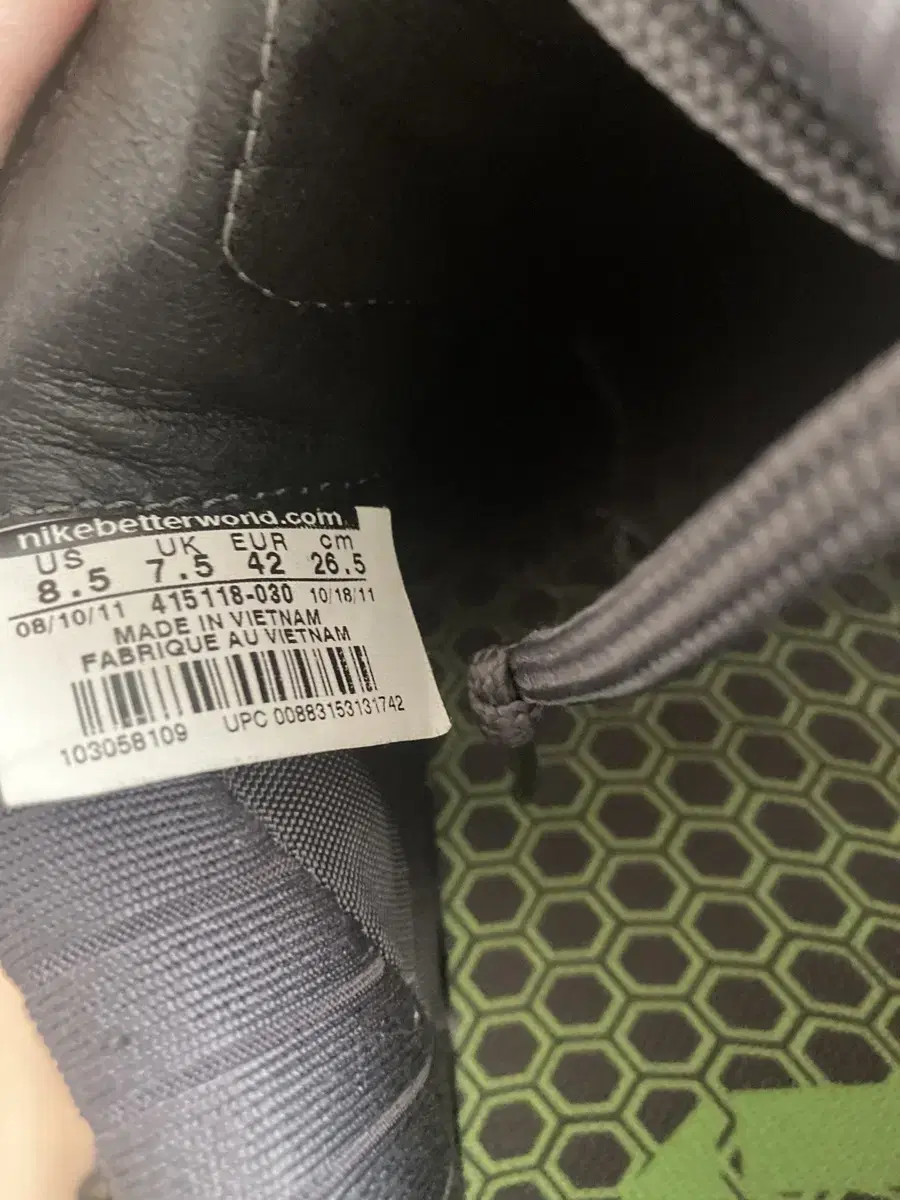 nikebetterworld.com
US UK EUR cm
8.5 7.5 42 26.5
08/10/11 415118-030 10/18/11
MADE IN VIETNAM
FABRIQUE AU VIETNAM
103058109 UPC 00883153131742